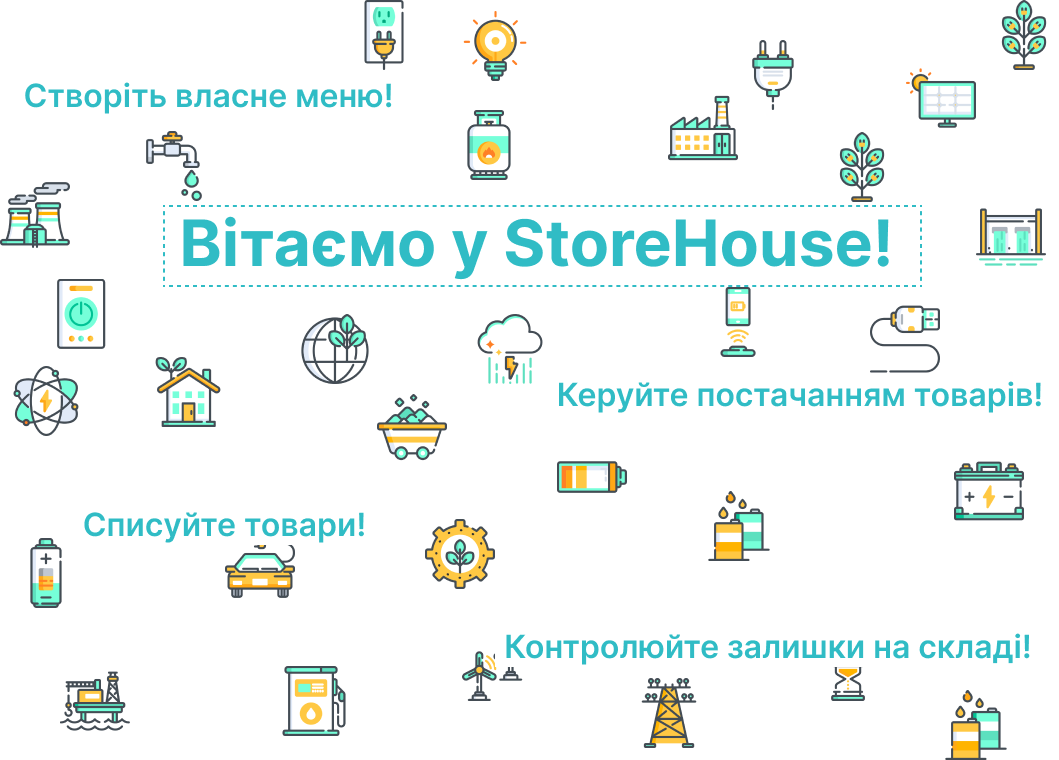 Створіть власне меню!
Вітаємо у StoreHouse!
Керуйте постачанням товарів!
Списуйте товари!
Контролюйте залишки на складі!